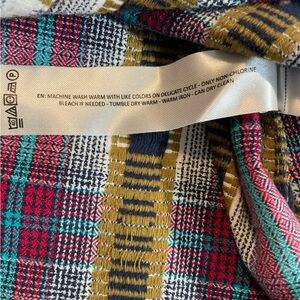 EN: MACHINE WASH WARM WITH LIKE COLORS ON DELICATE CYCLE - ONLY NON-CHLORINE
BLEACH IF NEEDED - TUMBLE DRY WARM - WARM IRON - CAN DRY CLEAN
P